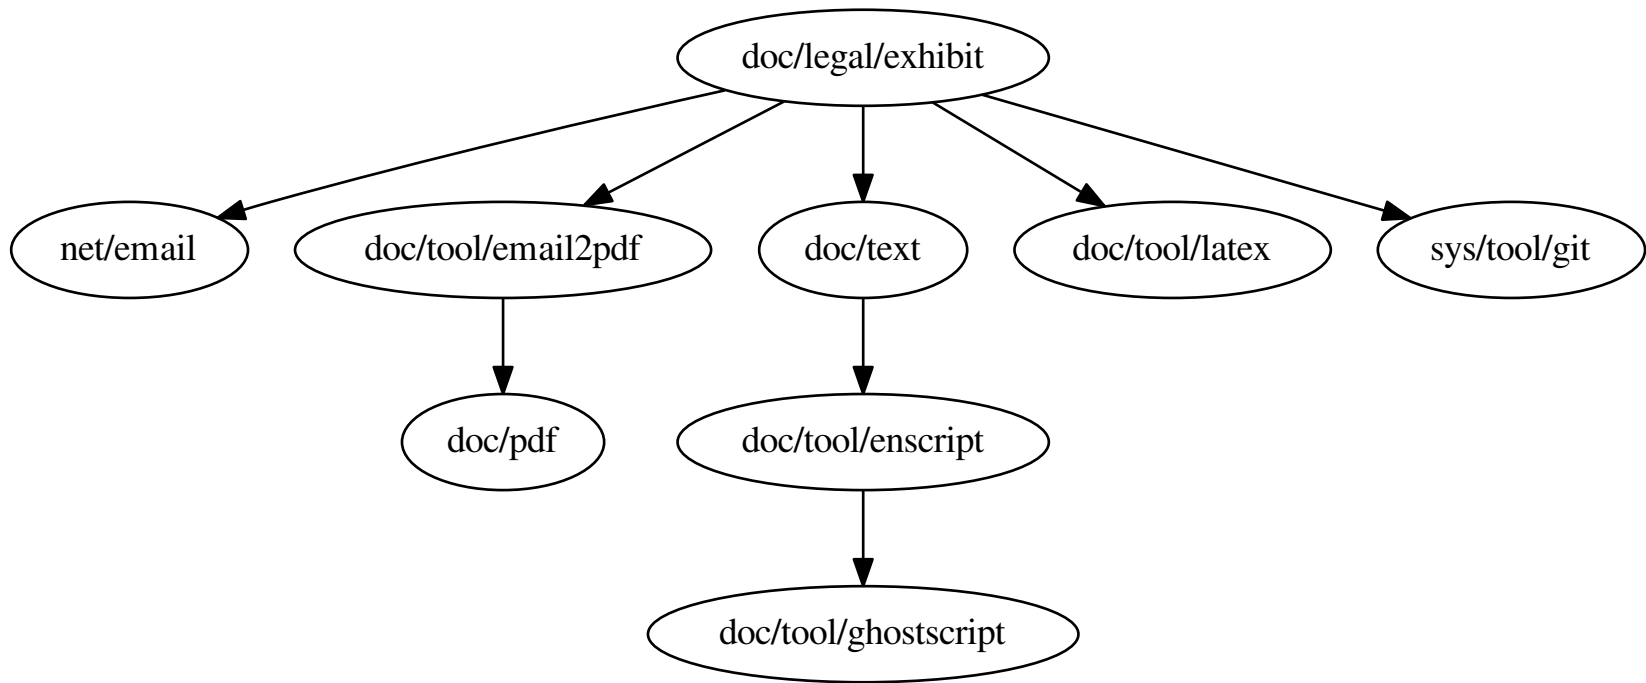 doc/legal/exhibit
net/email
doc/tool/email2pdf
doc/text
doc/tool/latex
sys/tool/git
doc/pdf
doc/tool/enscript
doc/tool/ghostscript